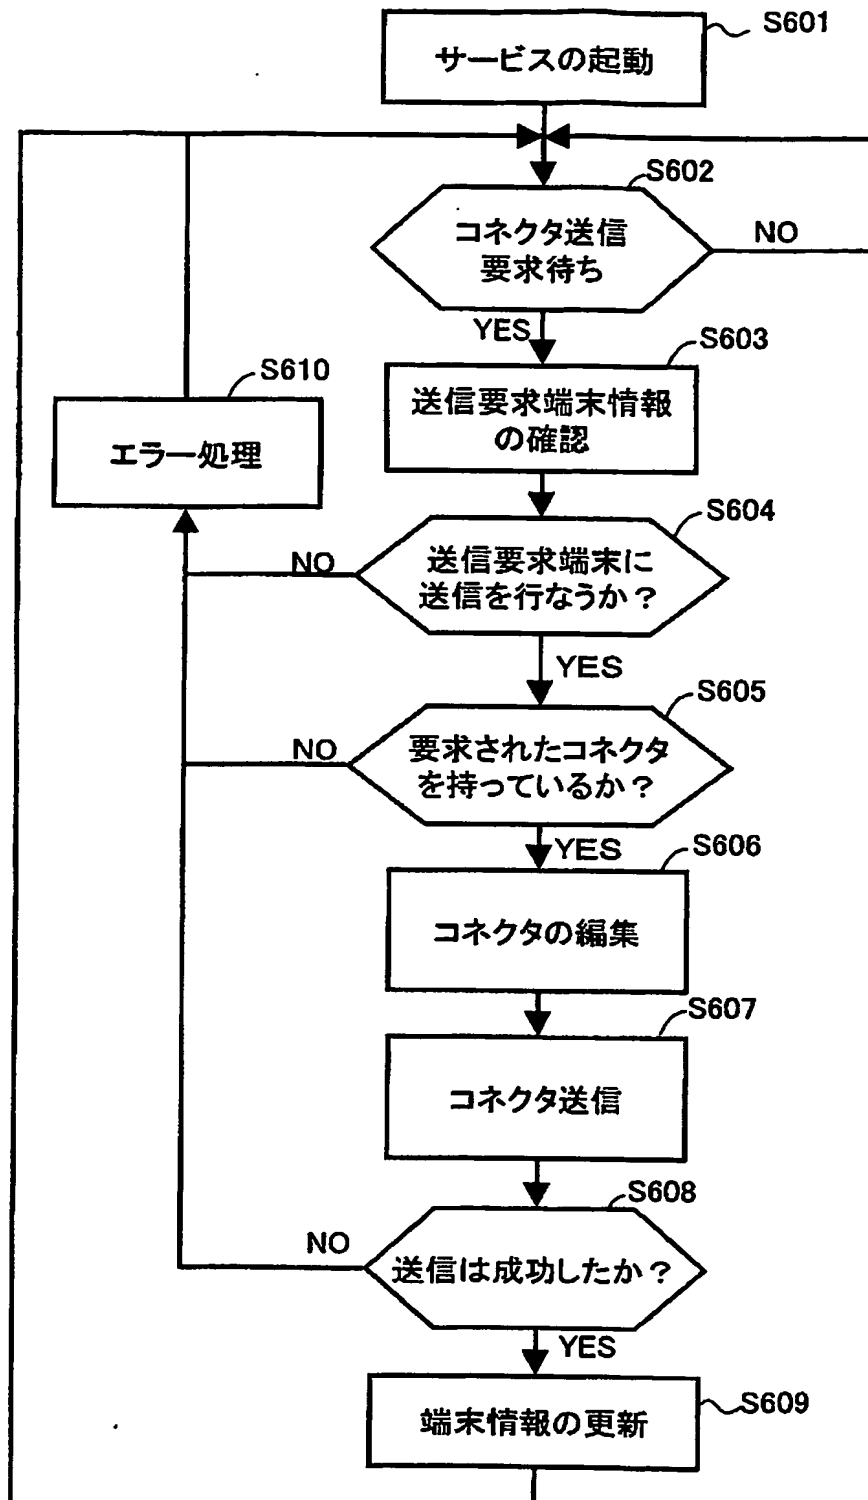 S601
サービスの起動
S602
コネクタ送信
要求待ち
NO
YES
S603
送信要求端末情報
の確認
S610
エラー処理
S604
送信要求端末に
送信を行なうか？
NO
YES
S605
要求されたコネクタ
を持っているか？
NO
YES
S606
コネクタの編集
S607
コネクタ送信
S608
送信は成功したか？
NO
YES
S609
端末情報の更新